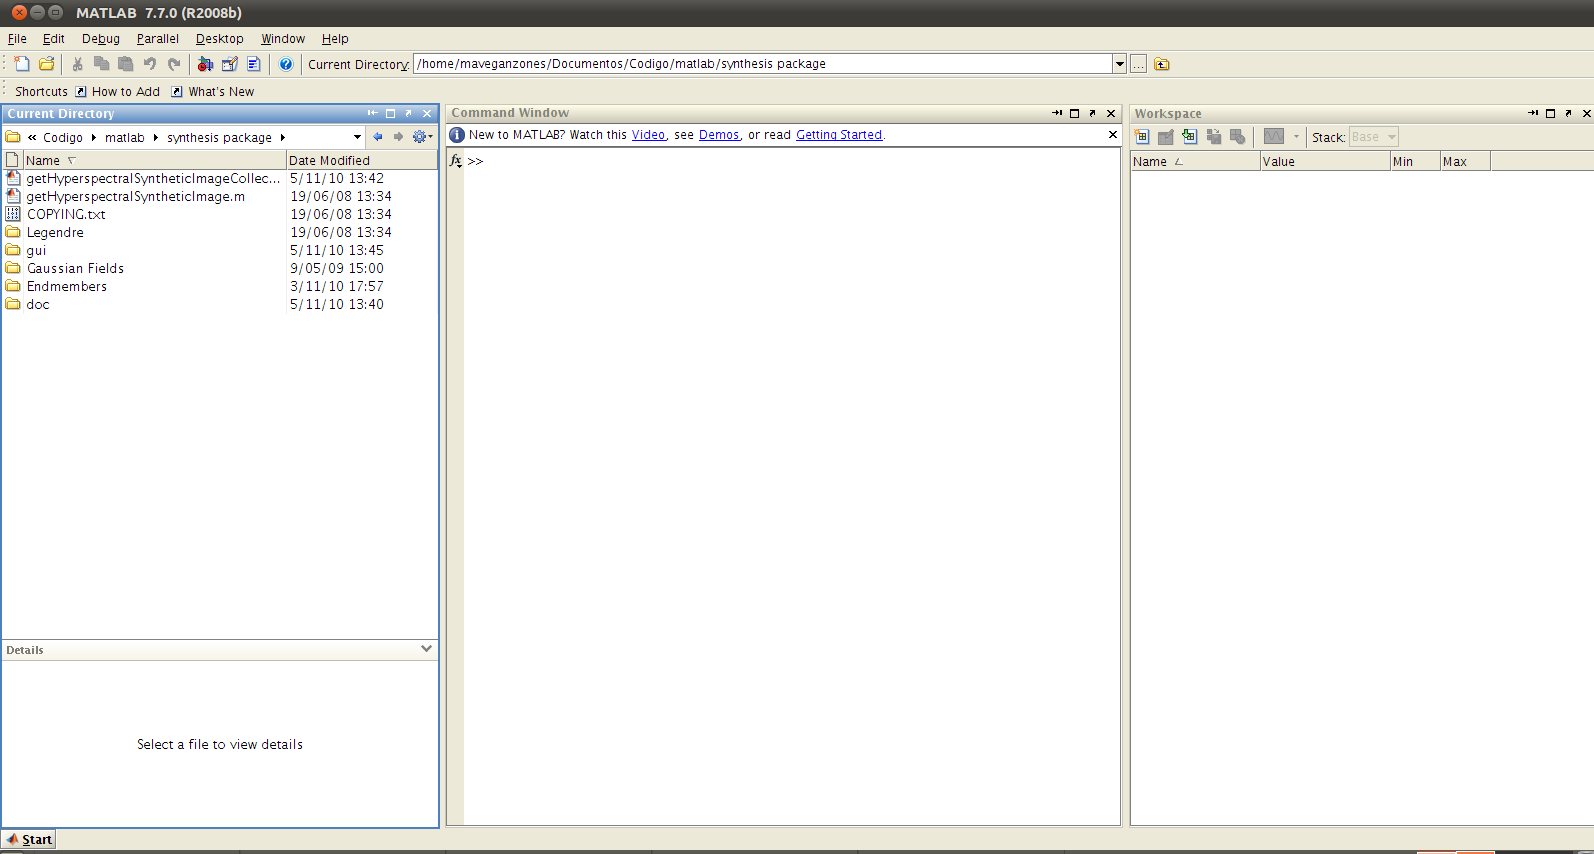 MATLAB 7.7.0 (R2008b)
File Edit Debug Parallel Desktop Window Help
Current Directory: /home/maveganzones/Documentos/Codigo/matlab/synthesis package ...
Shortcuts How to Add What's New
Current Directory
« Codigo matlab synthesis package
Name Date Modified
getHyperspectralSyntheticImageCollec... 5/11/10 13:42
getHyperspectralSyntheticImage.m 19/06/08 13:34
COPYING.txt 19/06/08 13:34
Legendre 19/06/08 13:34
gui 5/11/10 13:45
Gaussian Fields 9/05/09 15:00
Endmembers 3/11/10 17:57
doc 5/11/10 13:40
Details
Select a file to view details
Command Window
New to MATLAB? Watch this Video, see Demos, or read Getting Started.
fx >>
Workspace
Stack: Base
Name Value Min Max
Start